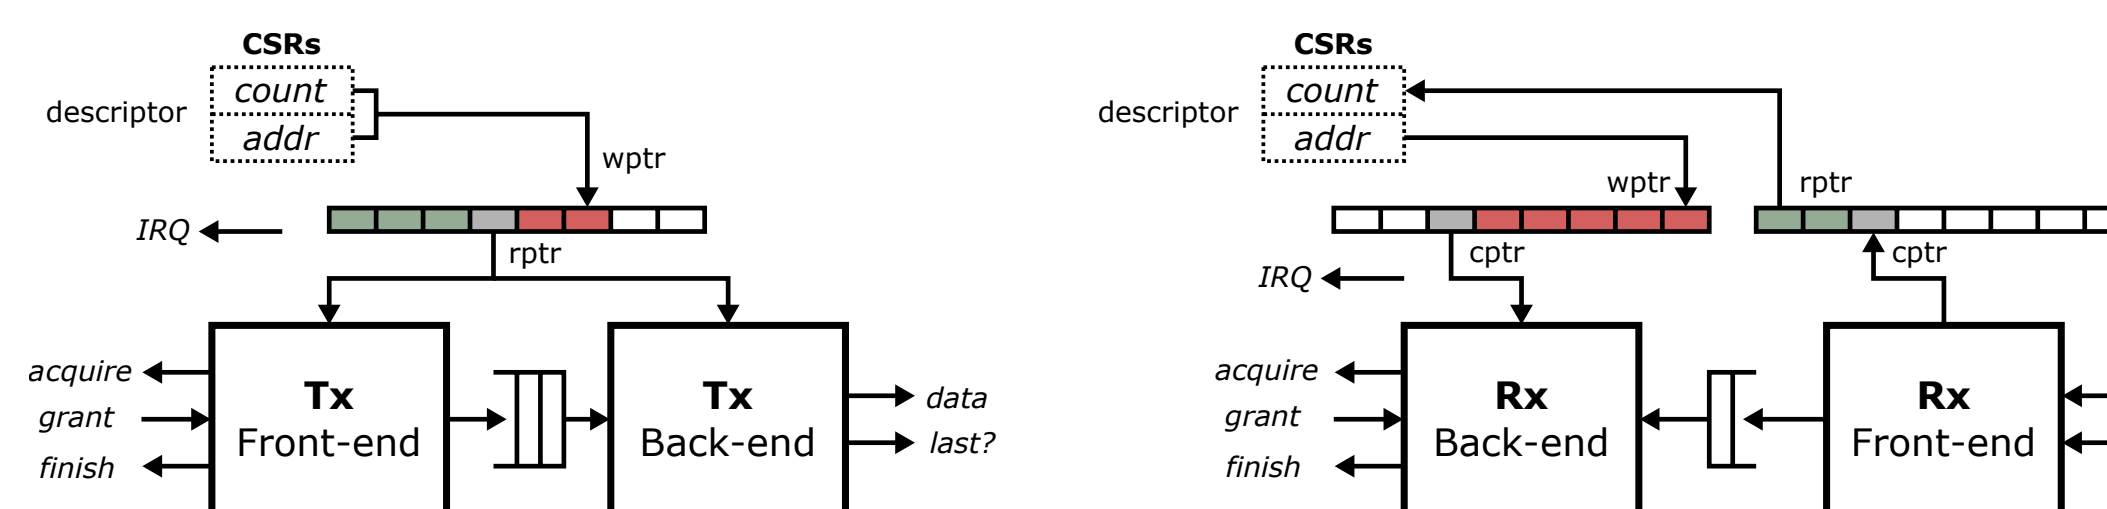 CSRs
count
descriptor
addr
wptr
IRQ
rptr
acquire
grant
finish
Tx
Front-end
Tx
Back-end
data
last?
CSRs
count
descriptor
addr
wptr
rptr
cptr
cptr
IRQ
acquire
grant
finish
Rx
Back-end
Rx
Front-end